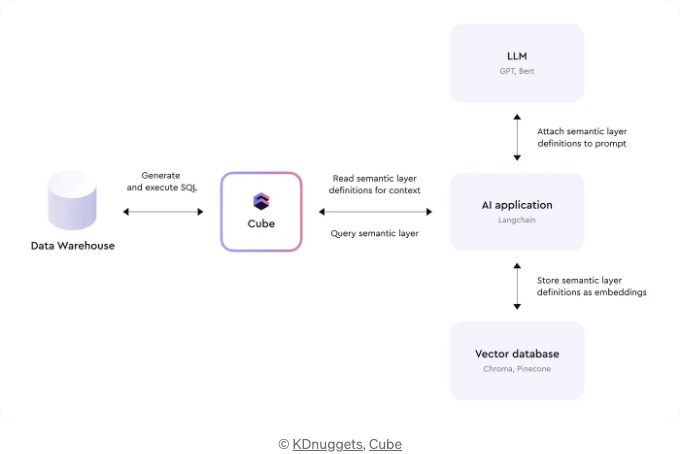 LLM
GPT, Bert
Attach semantic layer
definitions to prompt
Generate
and execute SQL
Read semantic layer
definitions for context
Cube
AI application
Langchain
Data Warehouse
Query semantic layer
Store semantic layer
definitions as embeddings
Vector database
Chroma, Pinecone
© KDnuggets, Cube